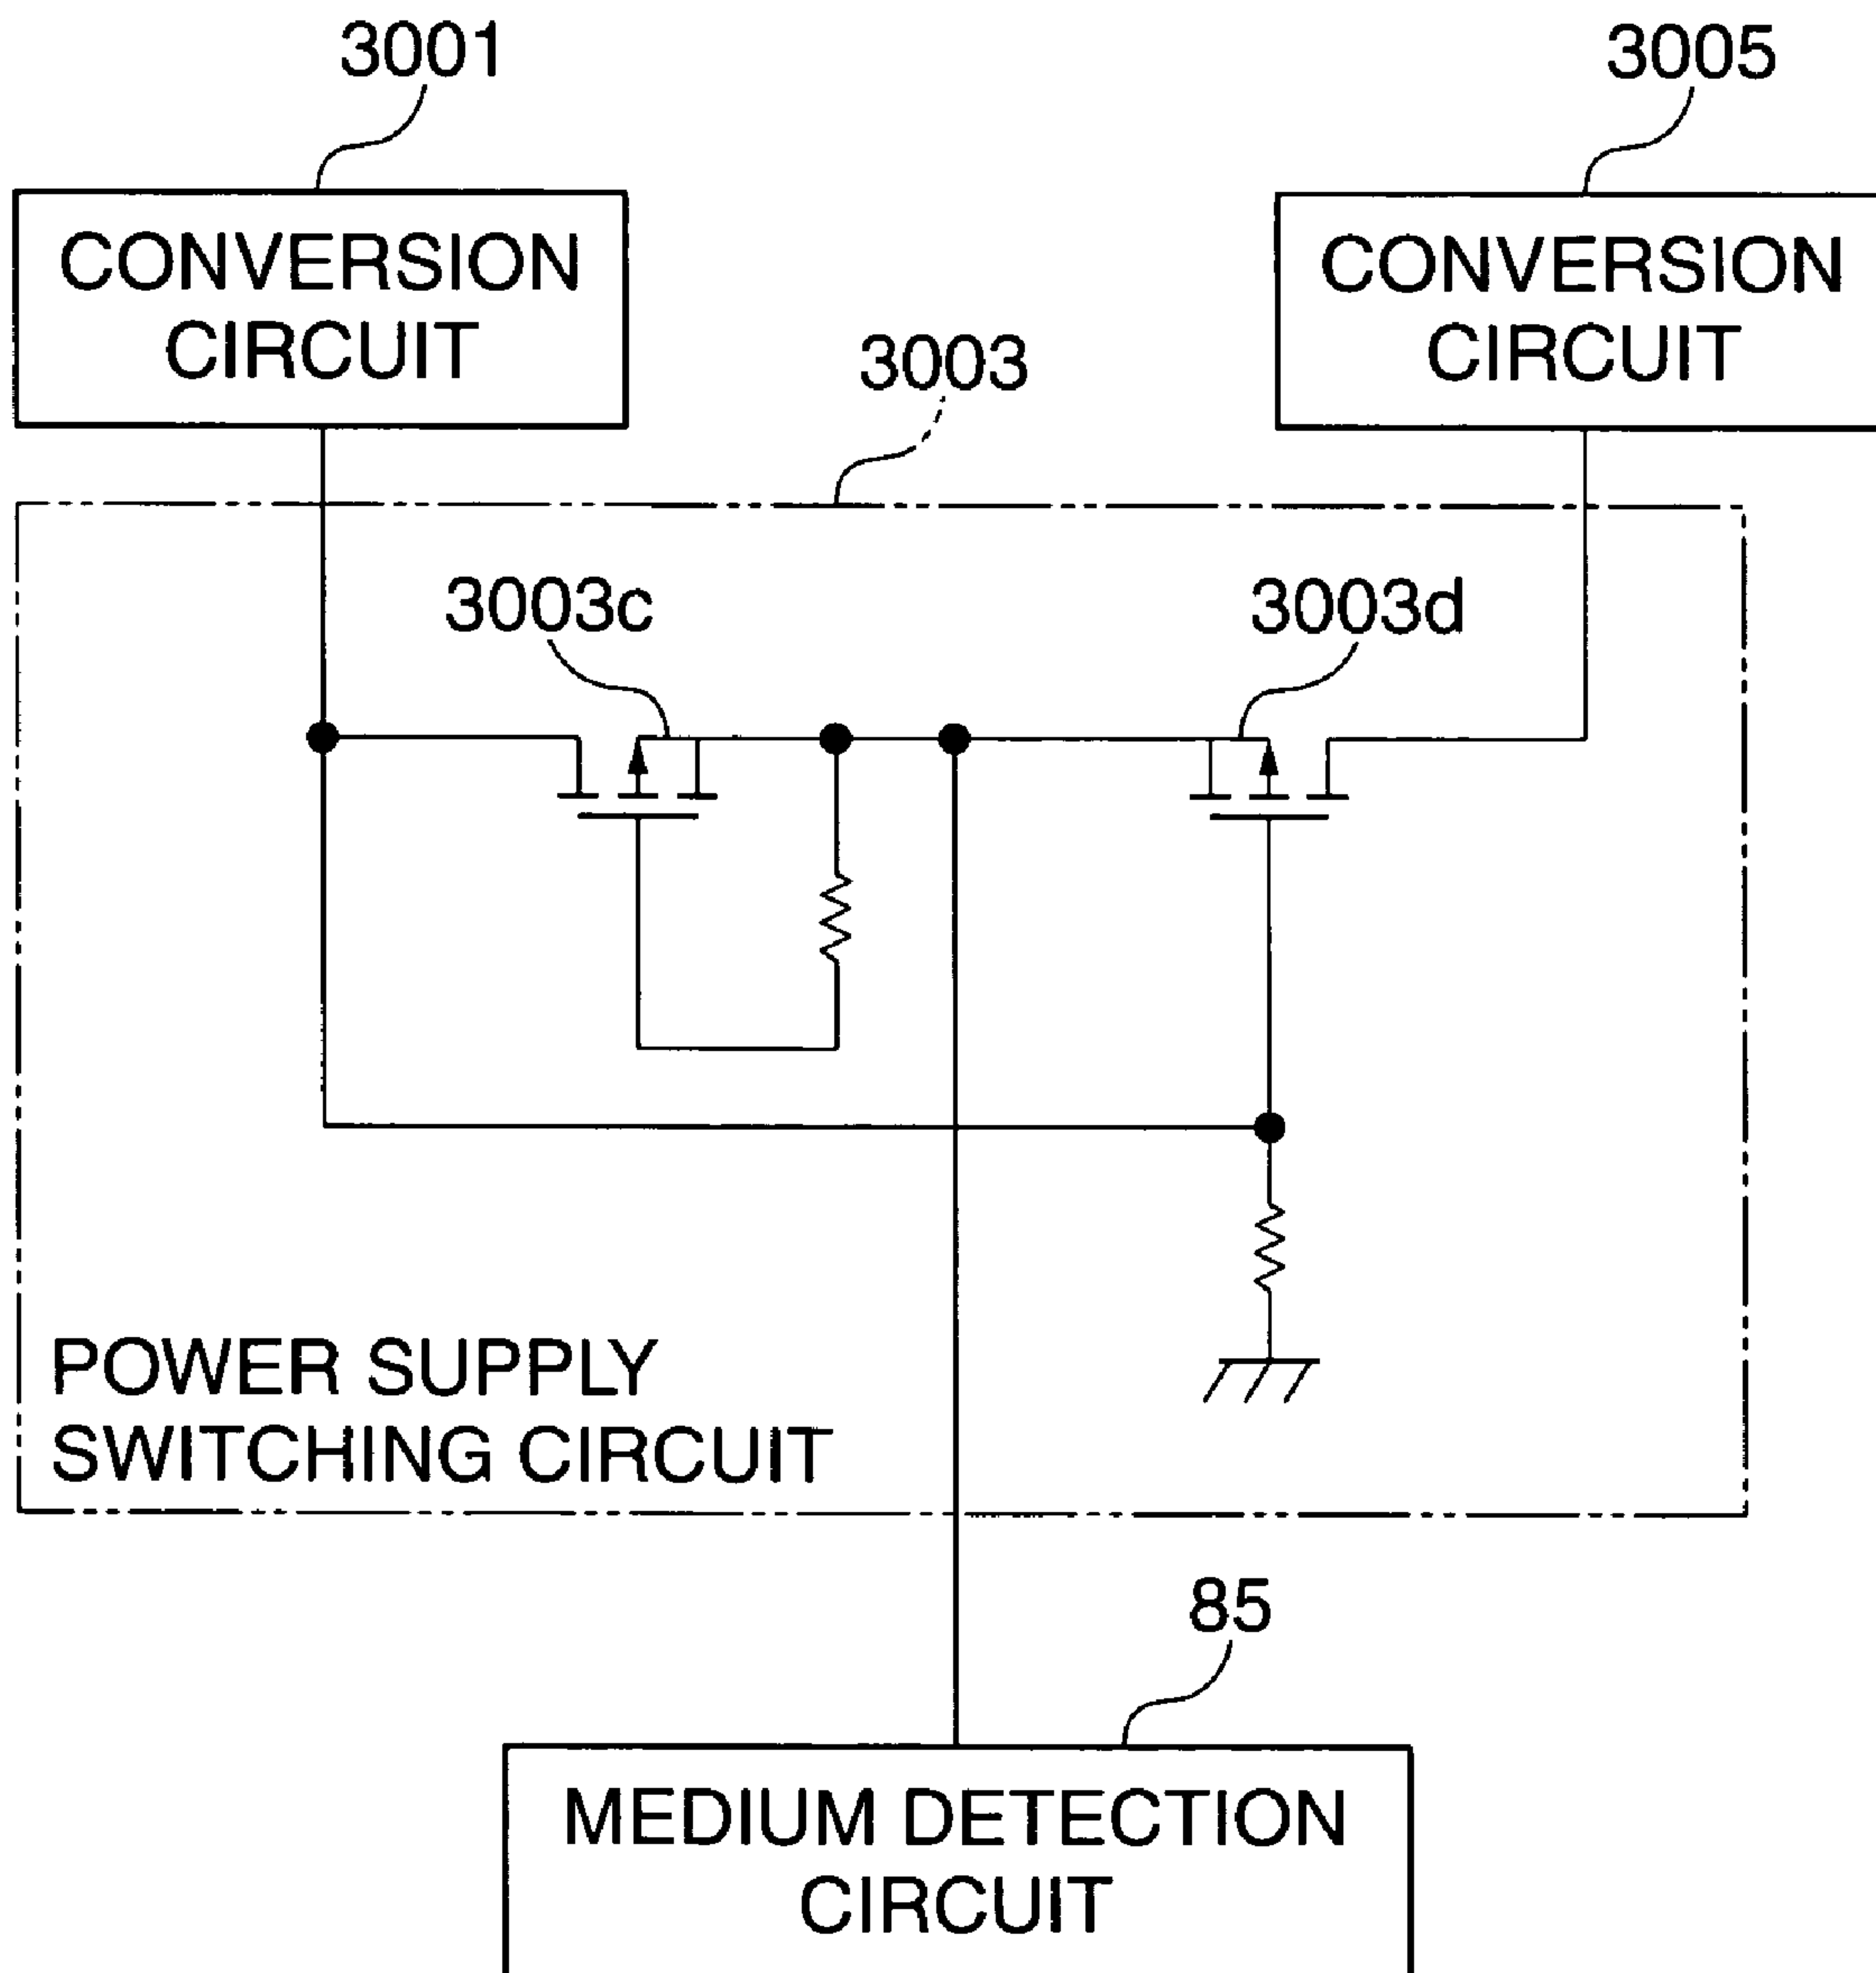 3001
3005
CONVERSION
CIRCUIT
CONVERSION
CIRCUIT
3003
3003c
3003d
POWER SUPPLY
SWITCHING CIRCUIT
85
MEDIUM DETECTION
CIRCUIT